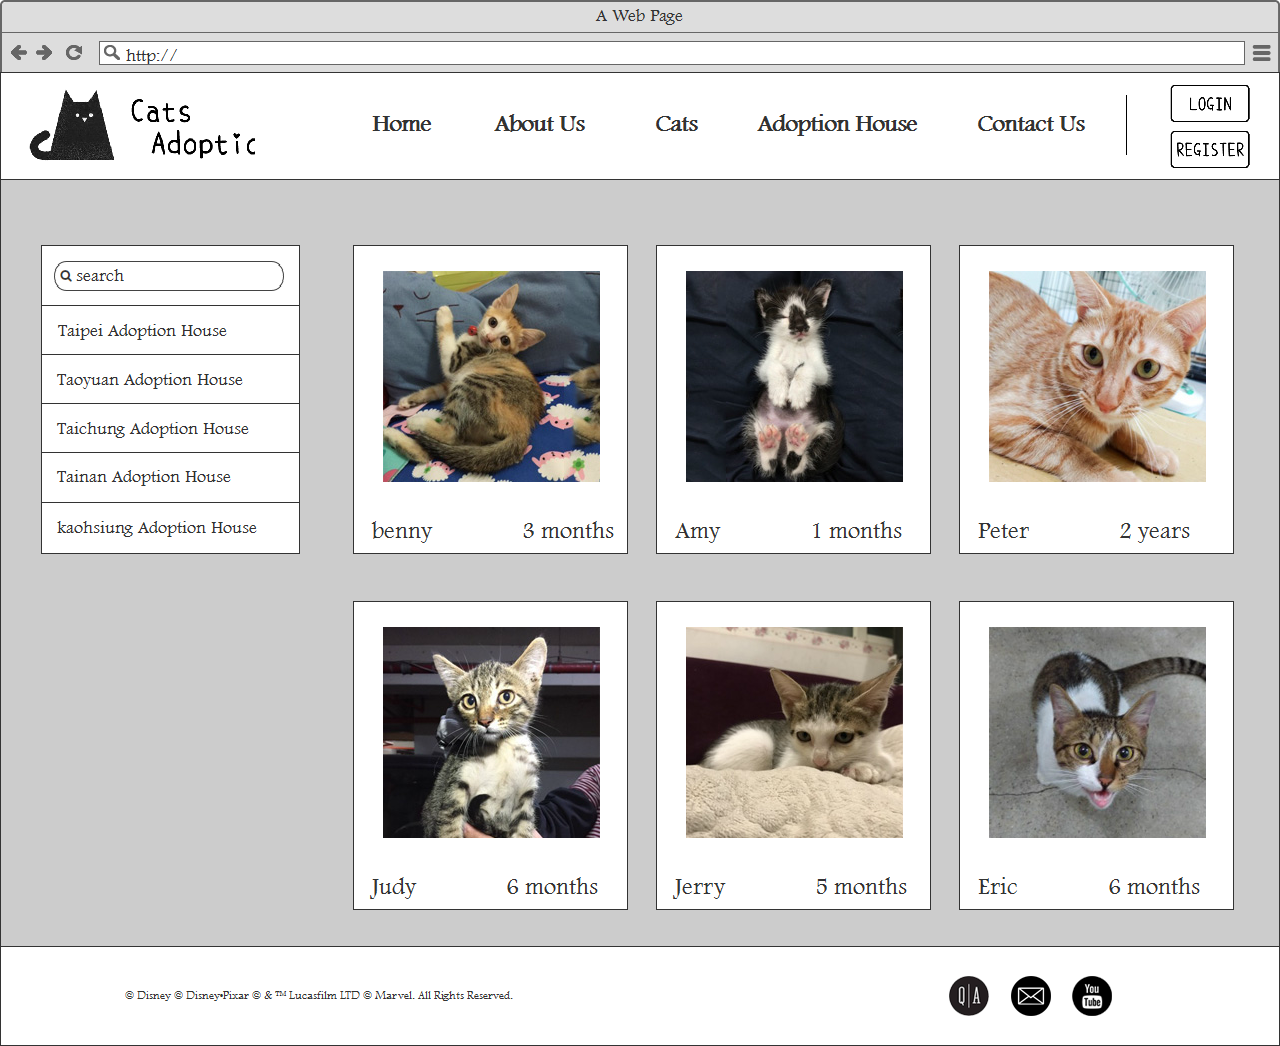 A Web Page
http://
Cats
Adoptic
Home
About Us
Cats
Adoption House
Contact Us
LOGIN
REGISTER
search
Taipei Adoption House
Taoyuan Adoption House
Taichung Adoption House
Tainan Adoption House
kaohsiung Adoption House
benny 3 months
Amy 1 months
Peter 2 years
Judy 6 months
Jerry 5 months
Eric 6 months
© Disney © Disney•Pixar © & ™ Lucasfilm LTD © Marvel. All Rights Reserved.
Q|A
You
Tube